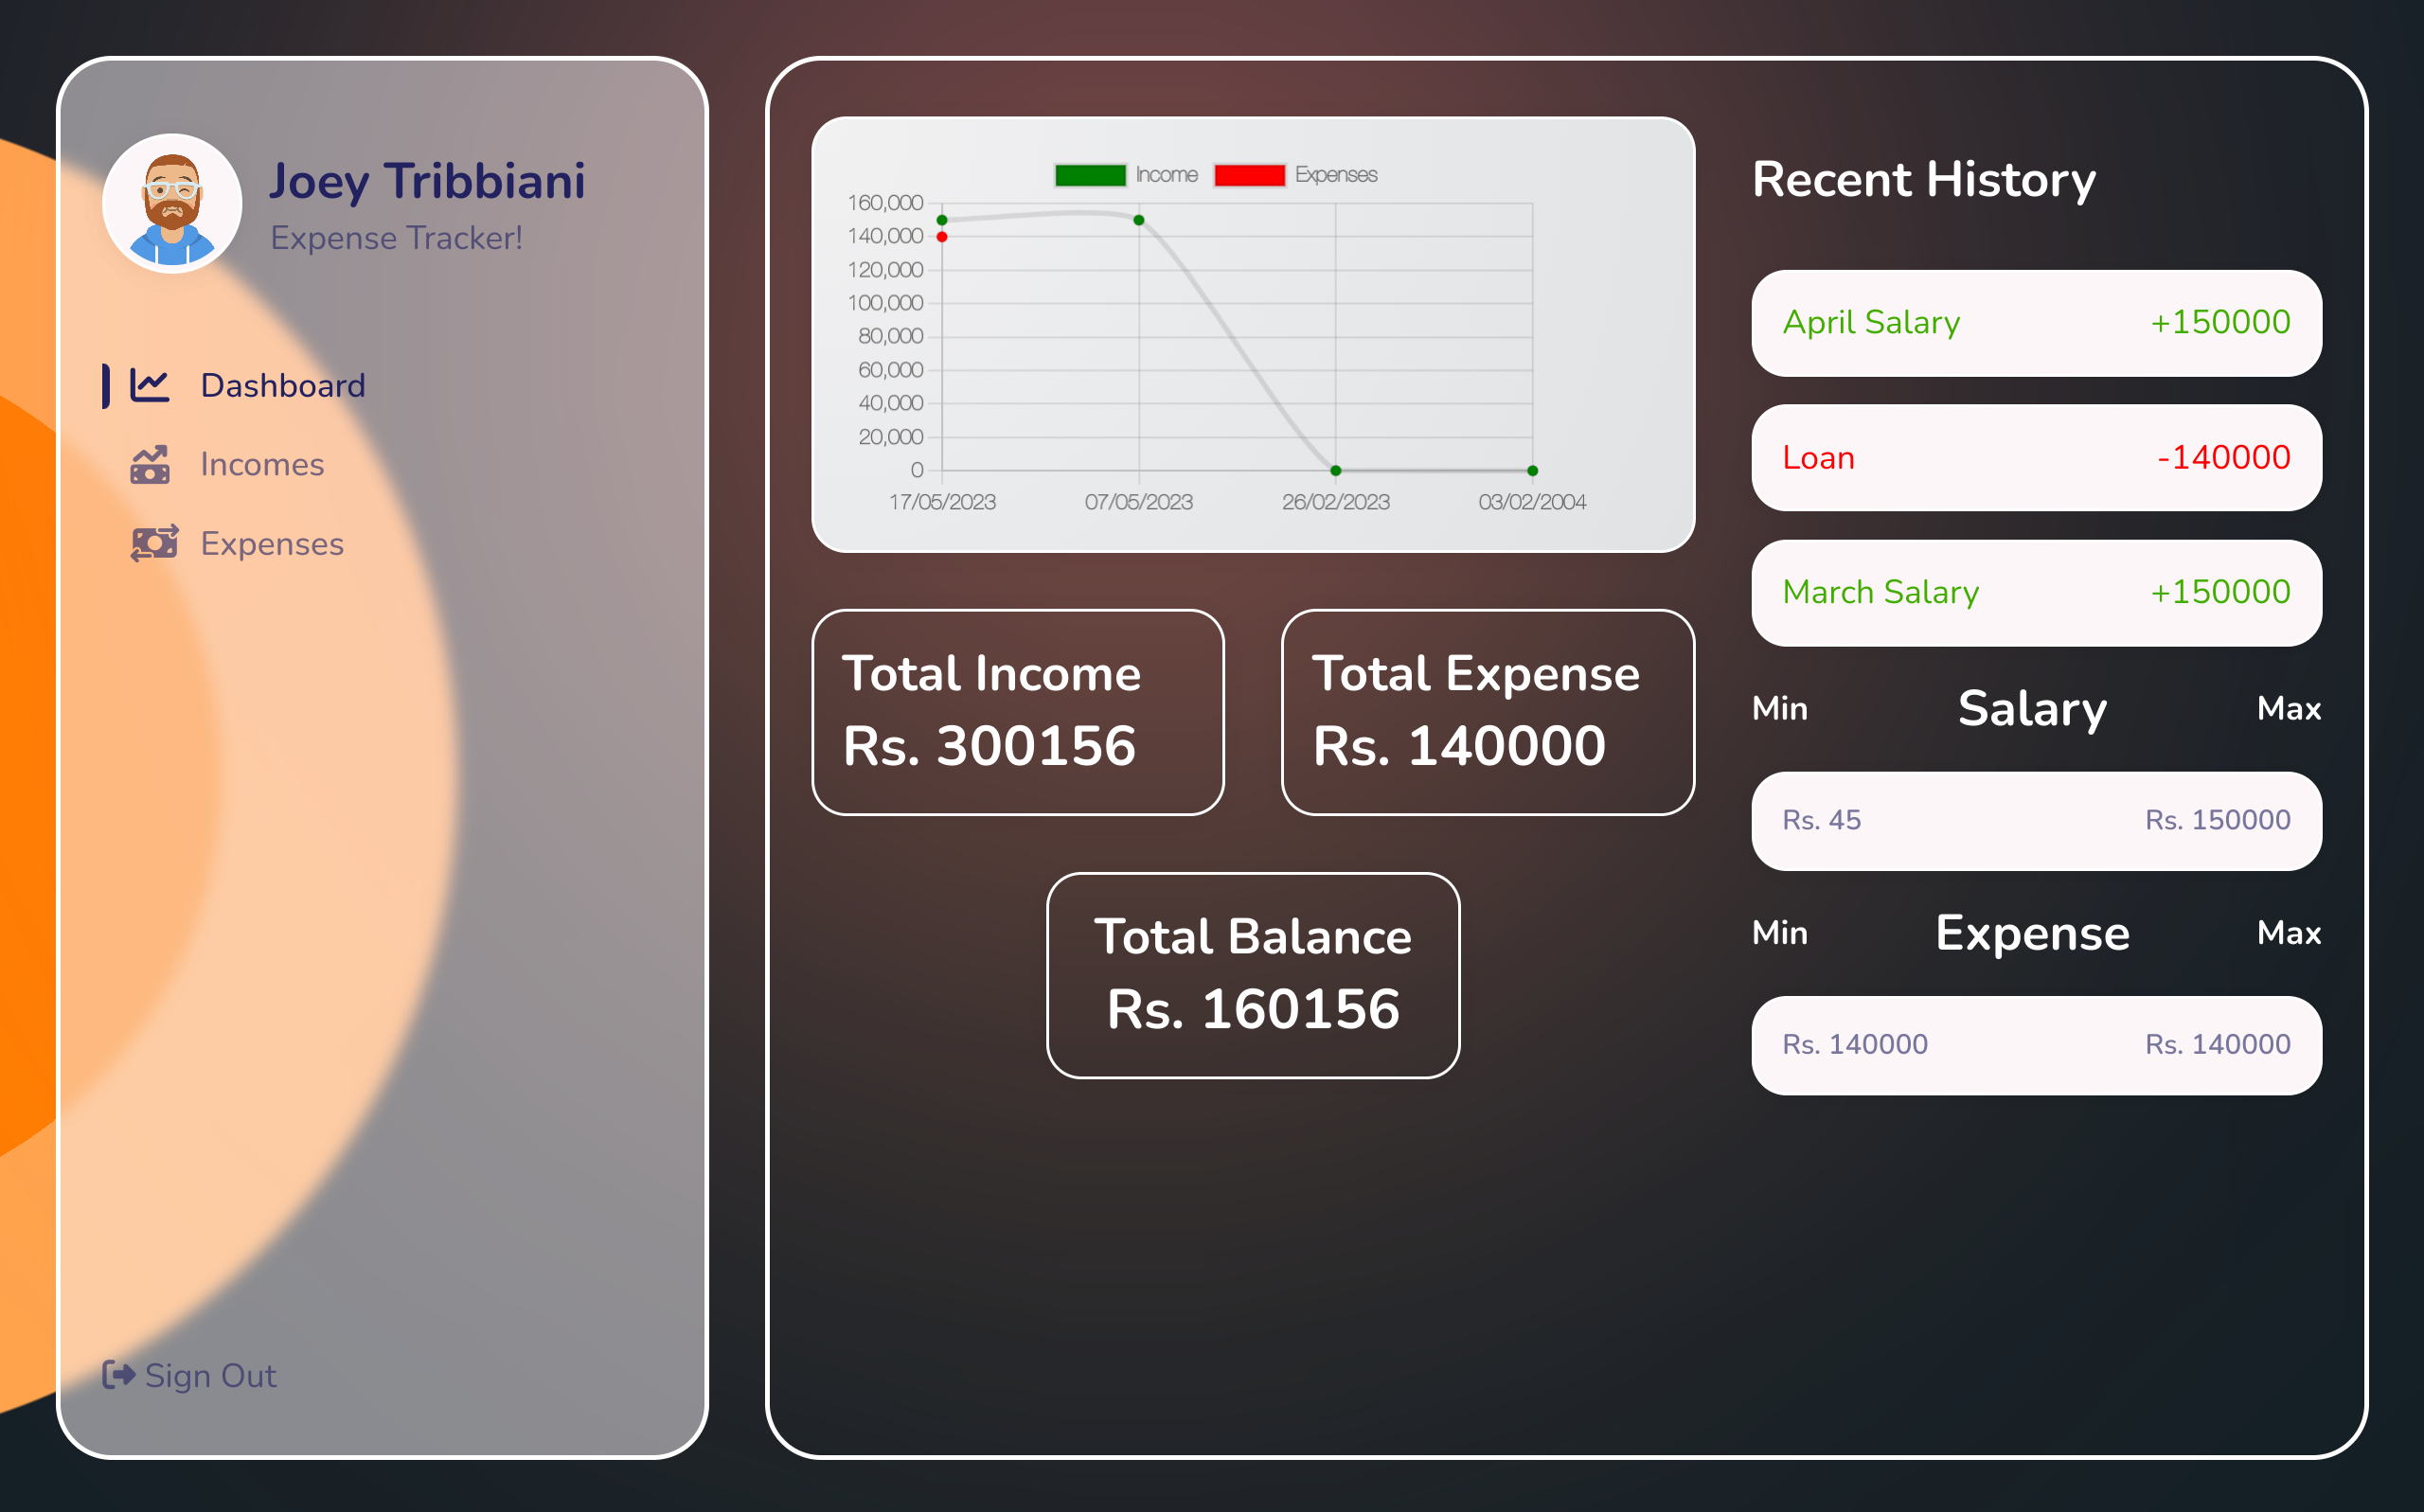 Joey Tribbiani
Expense Tracker!
Dashboard
Incomes
Expenses
Sign Out
Income Expenses
160,000
140,000
120,000
100,000
80,000
60,000
40,000
20,000
0
17/05/2023 07/05/2023 26/02/2023 03/02/2004
Total Income
Rs. 300156
Total Expense
Rs. 140000
Total Balance
Rs. 160156
Recent History
April Salary +150000
Loan -140000
March Salary +150000
Min Salary Max
Rs. 45 Rs. 150000
Min Expense Max
Rs. 140000 Rs. 140000